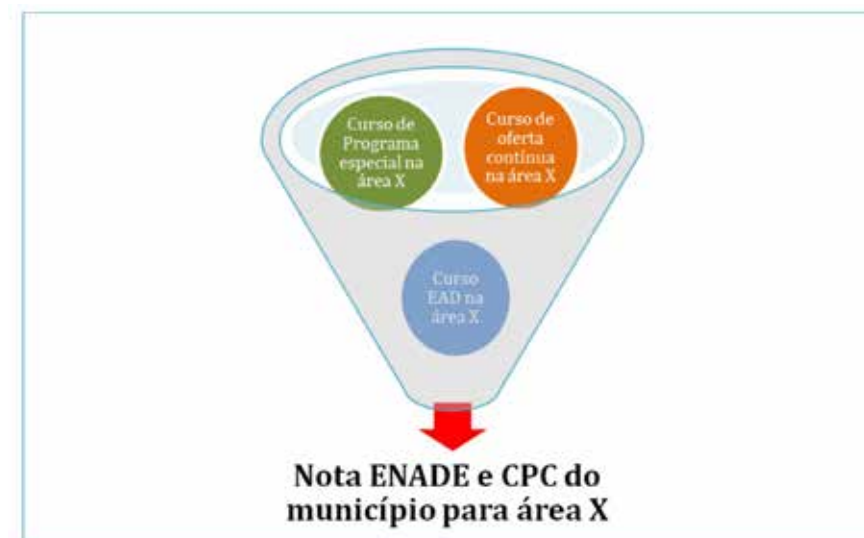 Curso de
Programa
especial na
área X
Curso de
oferta
contínua
na área X
Curso
EAD na
área X
Nota ENADE e CPC do
município para área X